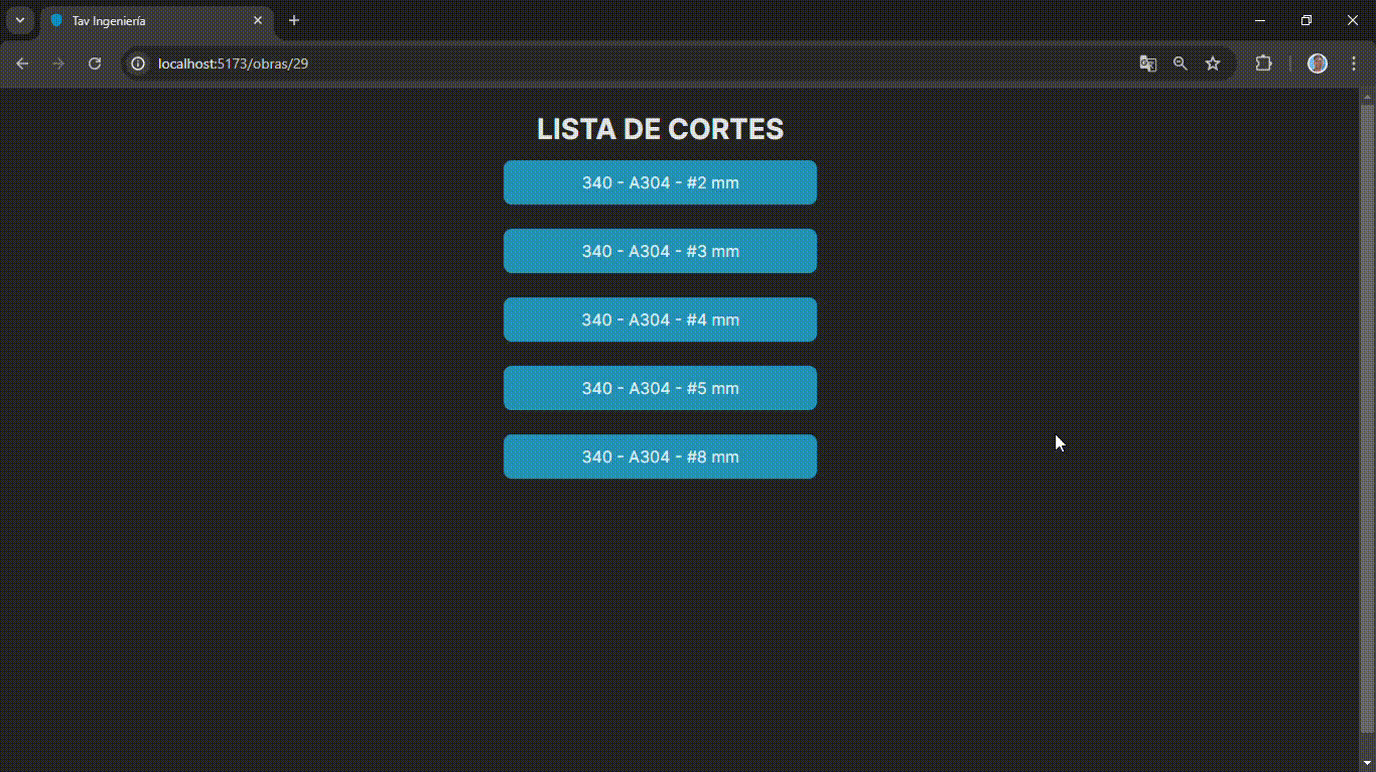 Tav Ingeniería
localhost:5173/obras/29
LISTA DE CORTES
340 - A304 - #2 mm
340 - A304 - #3 mm
340 - A304 - #4 mm
340 - A304 - #5 mm
340 - A304 - #8 mm